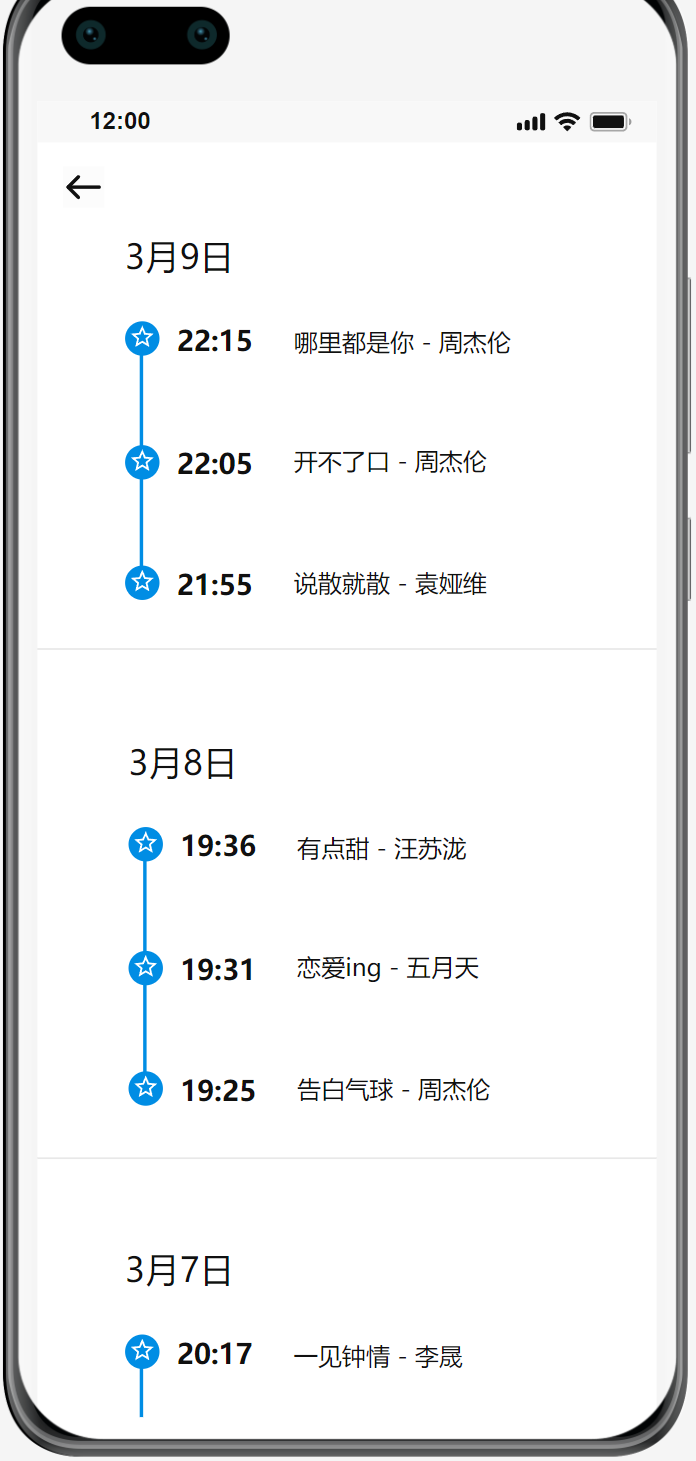 12:00
3月9日
22:15 哪里都是你 - 周杰伦
22:05 开不了口 - 周杰伦
21:55 说散就散 - 袁娅维
3月8日
19:36 有点甜 - 汪苏泷
19:31 恋爱ing - 五月天
19:25 告白气球 - 周杰伦
3月7日
20:17 一见钟情 - 李晟